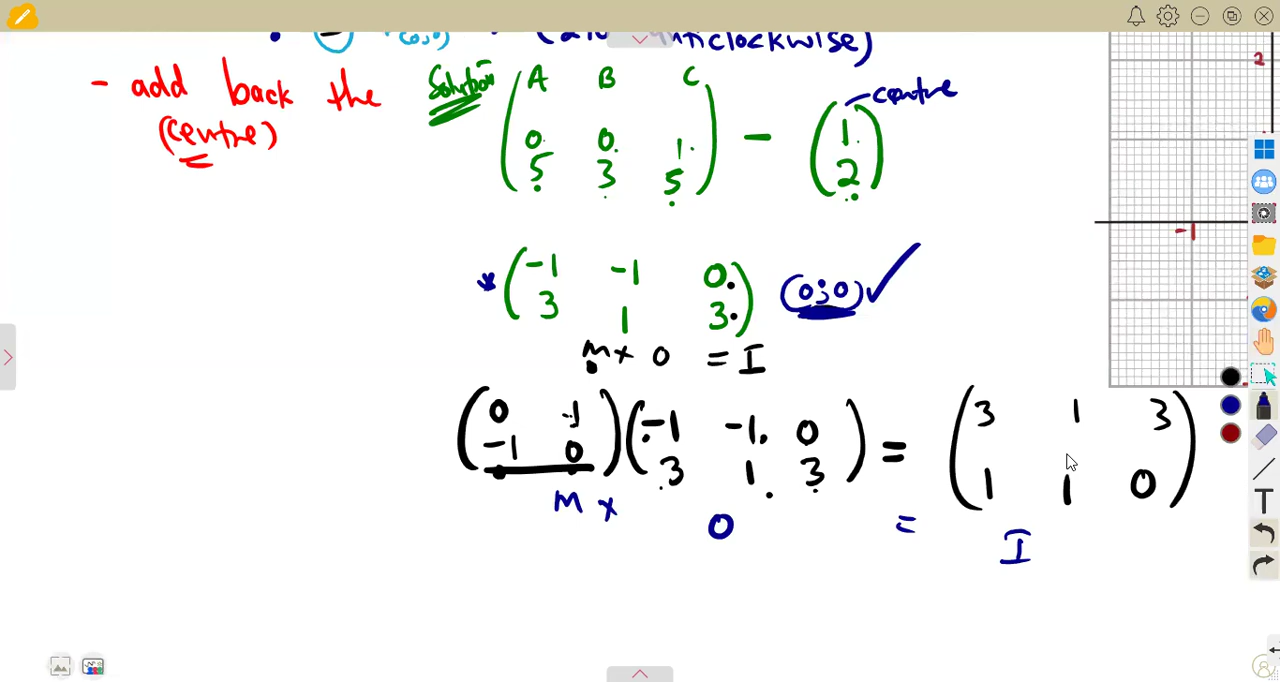 - add back the
(centre)
Solution
A B C
0 0 1
5 3 5
-
1
2
centre
* -1 -1 0
3 1 3
(0;0) ✓
M x 0 = I
(0 -1
-1 0) (-1 -1 0
3 1 3) = (3 1 3
1 1 0)
M x 0 = I
2
-1
T